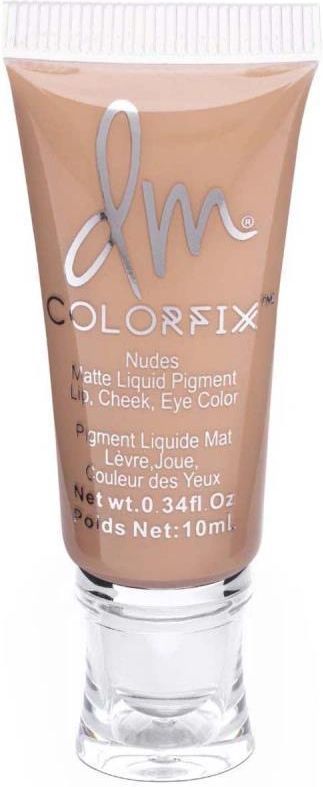 dm®
COLORFIX™
Nudes
Matte Liquid Pigment
Lip, Cheek, Eye Color
Pigment Liquide Mat
Lèvre,Joue,
Couleur des Yeux
Net wt.0.34fl.Oz
Poids Net:10ml.